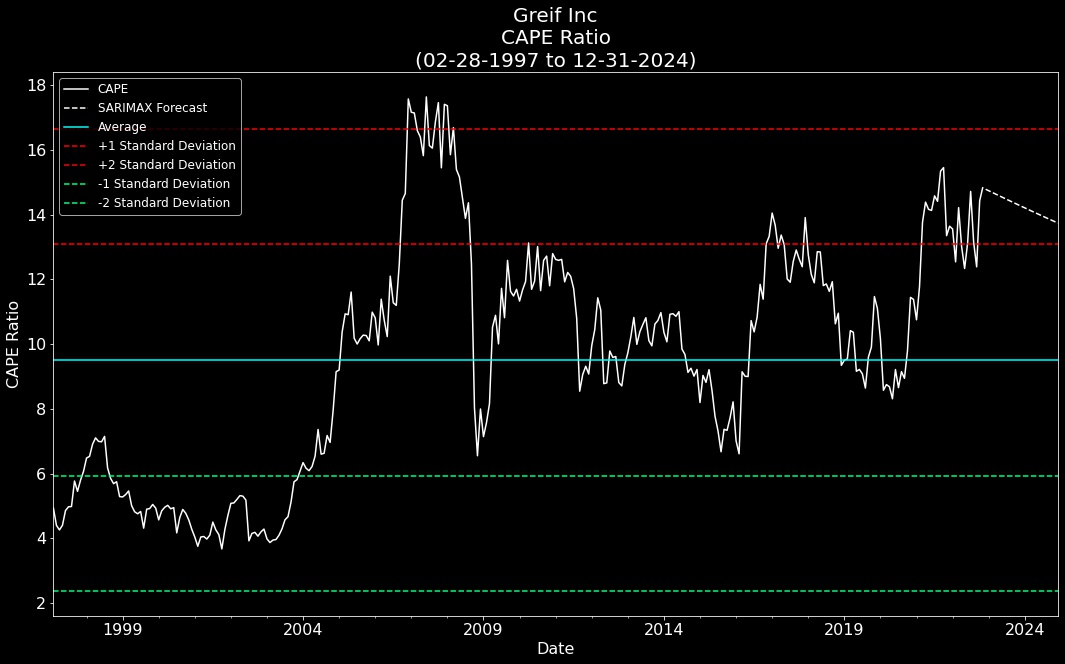 Greif Inc
CAPE Ratio
(02-28-1997 to 12-31-2024)
CAPE
SARIMAX Forecast
Average
+1 Standard Deviation
+2 Standard Deviation
-1 Standard Deviation
-2 Standard Deviation
CAPE Ratio
18
16
14
12
10
8
6
4
2
1999 2004 2009 2014 2019 2024
Date